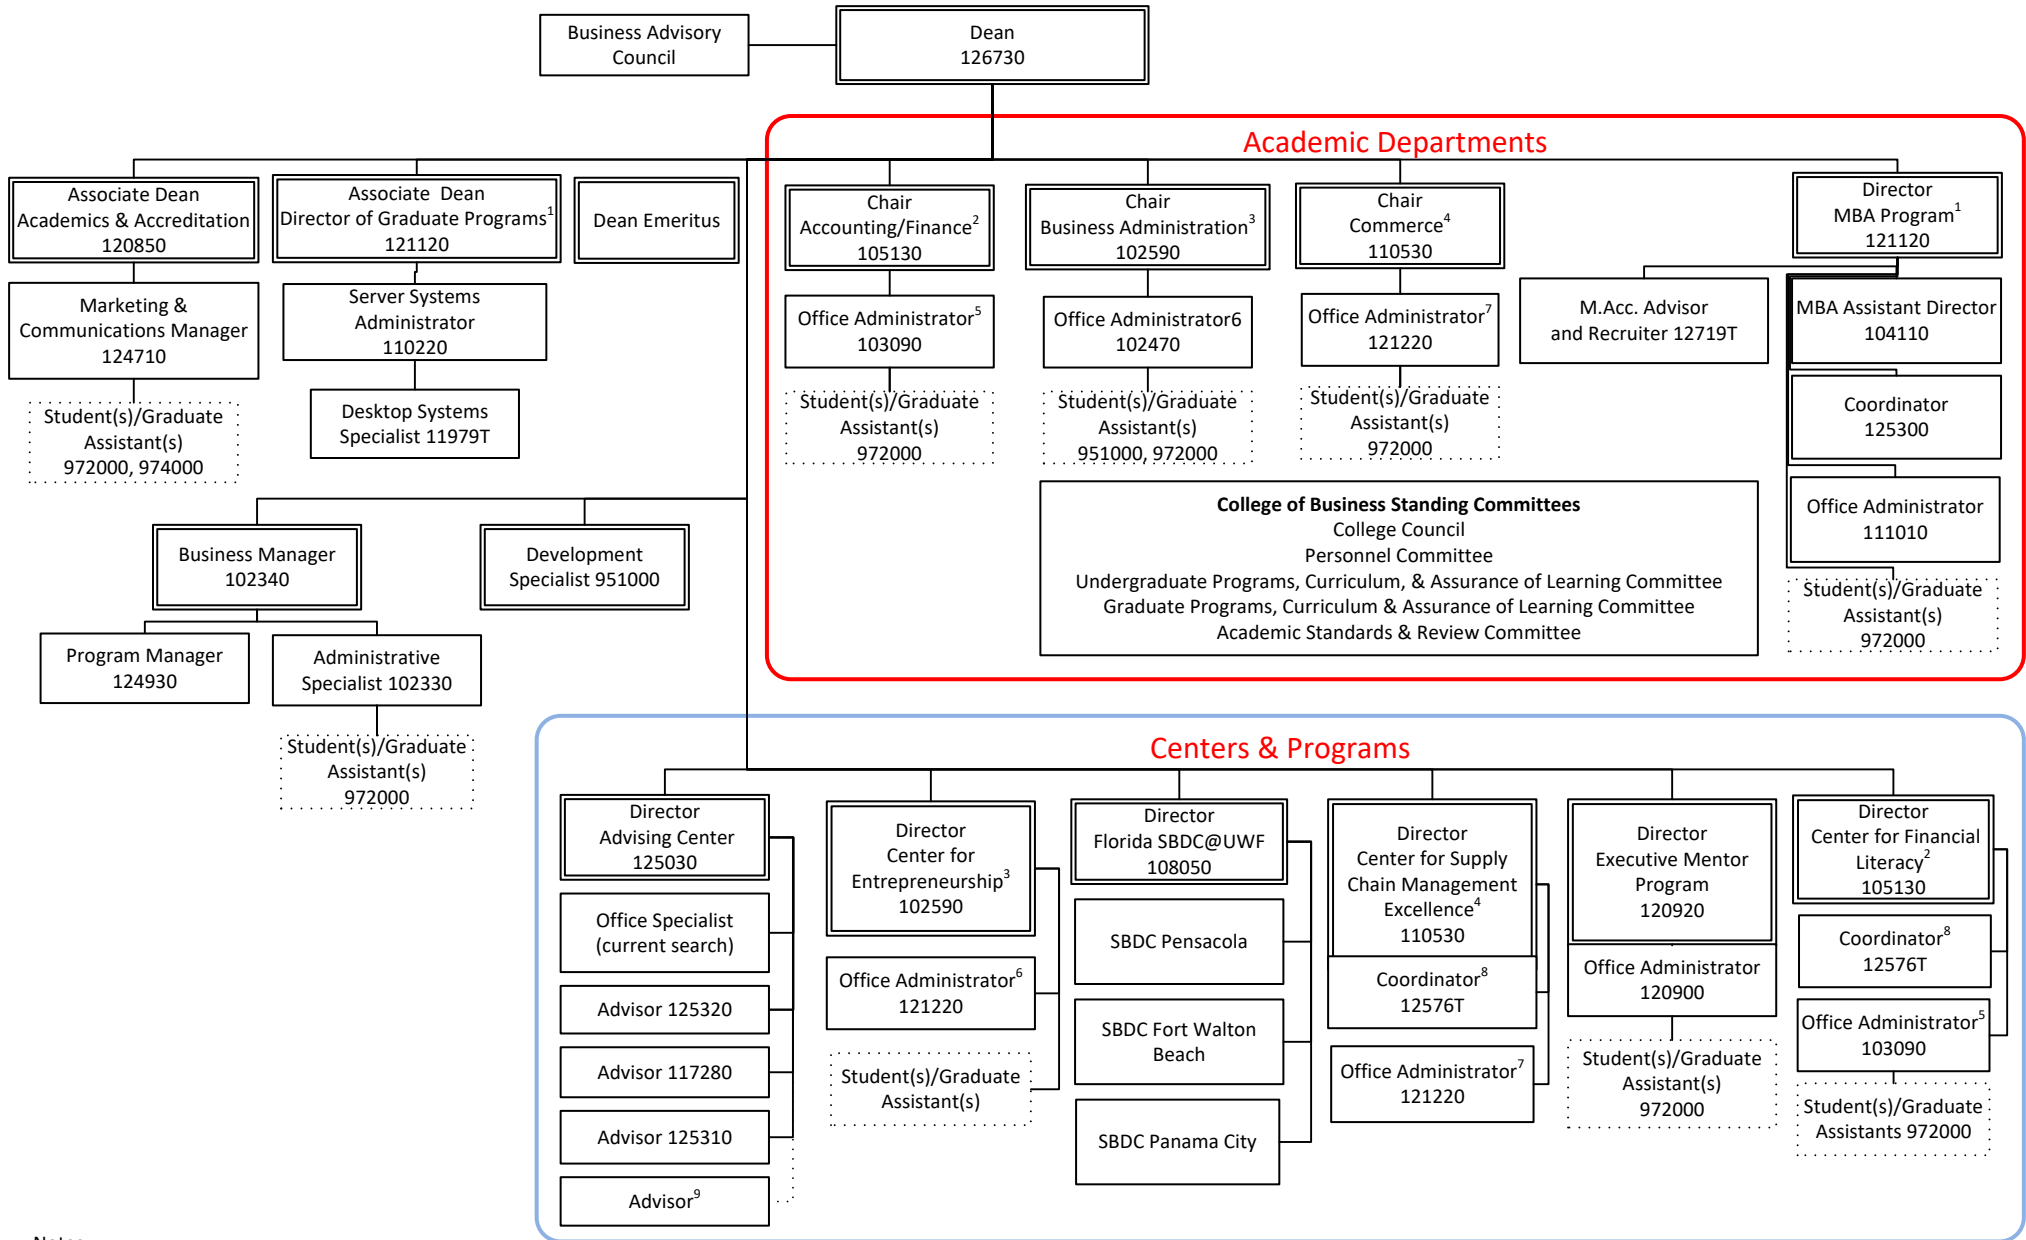 Business Advisory
Council
Dean
126730
Academic Departments
Associate Dean
Academics & Accreditation
120850
Associate  Dean
Director of Graduate Programs1
121120
Dean Emeritus
Chair
Accounting/Finance2
105130
Chair
Business Administration3
102590
Chair
Commerce4
110530
Director
MBA Program1
121120
Marketing &
Communications Manager
124710
Server Systems
Administrator
110220
Office Administrator5
103090
Office Administrator6
102470
Office Administrator7
121220
M.Acc. Advisor
and Recruiter 12719T
MBA Assistant Director
104110
Student(s)/Graduate
Assistant(s)
972000, 974000
Desktop Systems
Specialist 11979T
Student(s)/Graduate
Assistant(s)
972000
Student(s)/Graduate
Assistant(s)
951000, 972000
Student(s)/Graduate
Assistant(s)
972000
Coordinator
125300
Office Administrator
111010
Student(s)/Graduate
Assistant(s)
972000
College of Business Standing Committees
College Council
Personnel Committee
Undergraduate Programs, Curriculum, & Assurance of Learning Committee
Graduate Programs, Curriculum & Assurance of Learning Committee
Academic Standards & Review Committee
Business Manager
102340
Development
Specialist 951000
Program Manager
124930
Administrative
Specialist 102330
Student(s)/Graduate
Assistant(s)
972000
Centers & Programs
Director
Advising Center
125030
Office Specialist
(current search)
Advisor 125320
Advisor 117280
Advisor 125310
Advisor9
Director
Center for
Entrepreneurship3
102590
Office Administrator6
121220
Student(s)/Graduate
Assistant(s)
Director
Florida SBDC@UWF
108050
SBDC Pensacola
SBDC Fort Walton
Beach
SBDC Panama City
Director
Center for Supply
Chain Management
Excellence4
110530
Coordinator8
12576T
Office Administrator7
121220
Director
Executive Mentor
Program
120920
Office Administrator
120900
Student(s)/Graduate
Assistant(s)
972000
Director
Center for Financial
Literacy2
105130
Coordinator8
12576T
Office Administrator5
103090
Student(s)/Graduate
Assistants 972000